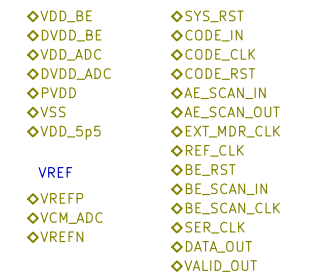 VDD_BE
DVDD_BE
VDD_ADC
DVDD_ADC
PVDD
VSS
VDD_5p5
VREF
VREFP
VCM_ADC
VREFN
SYS_RST
CODE_IN
CODE_CLK
CODE_RST
AE_SCAN_IN
AE_SCAN_OUT
EXT_MDR_CLK
REF_CLK
BE_RST
BE_SCAN_IN
BE_SCAN_CLK
SER_CLK
DATA_OUT
VALID_OUT